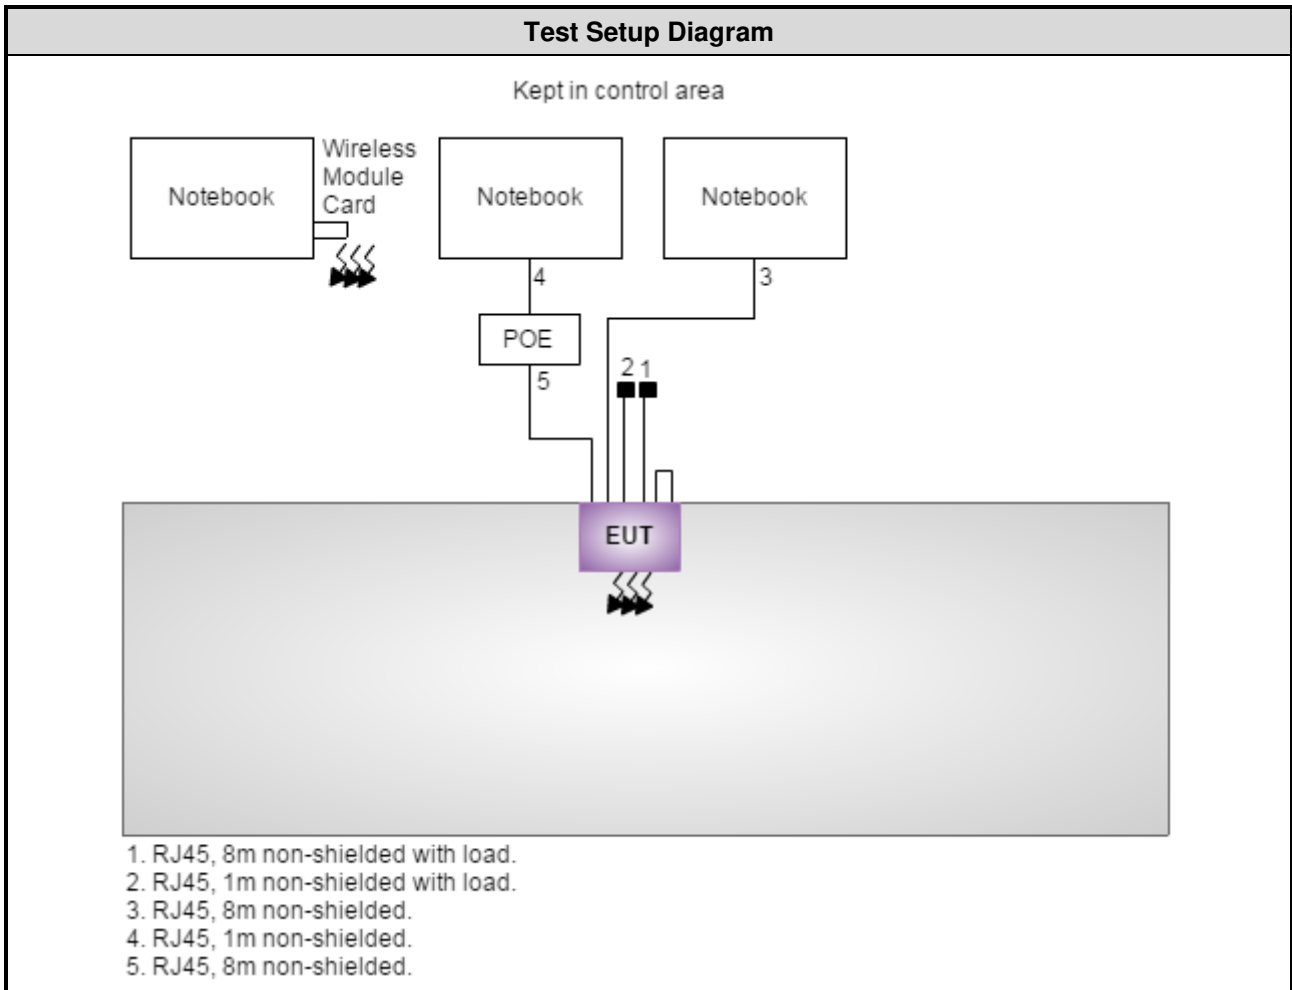 Test Setup Diagram
Kept in control area
Notebook
Wireless
Module
Card
Notebook
Notebook
4
3
POE
5
2 1
EUT
1. RJ45, 8m non-shielded with load.
2. RJ45, 1m non-shielded with load.
3. RJ45, 8m non-shielded.
4. RJ45, 1m non-shielded.
5. RJ45, 8m non-shielded.